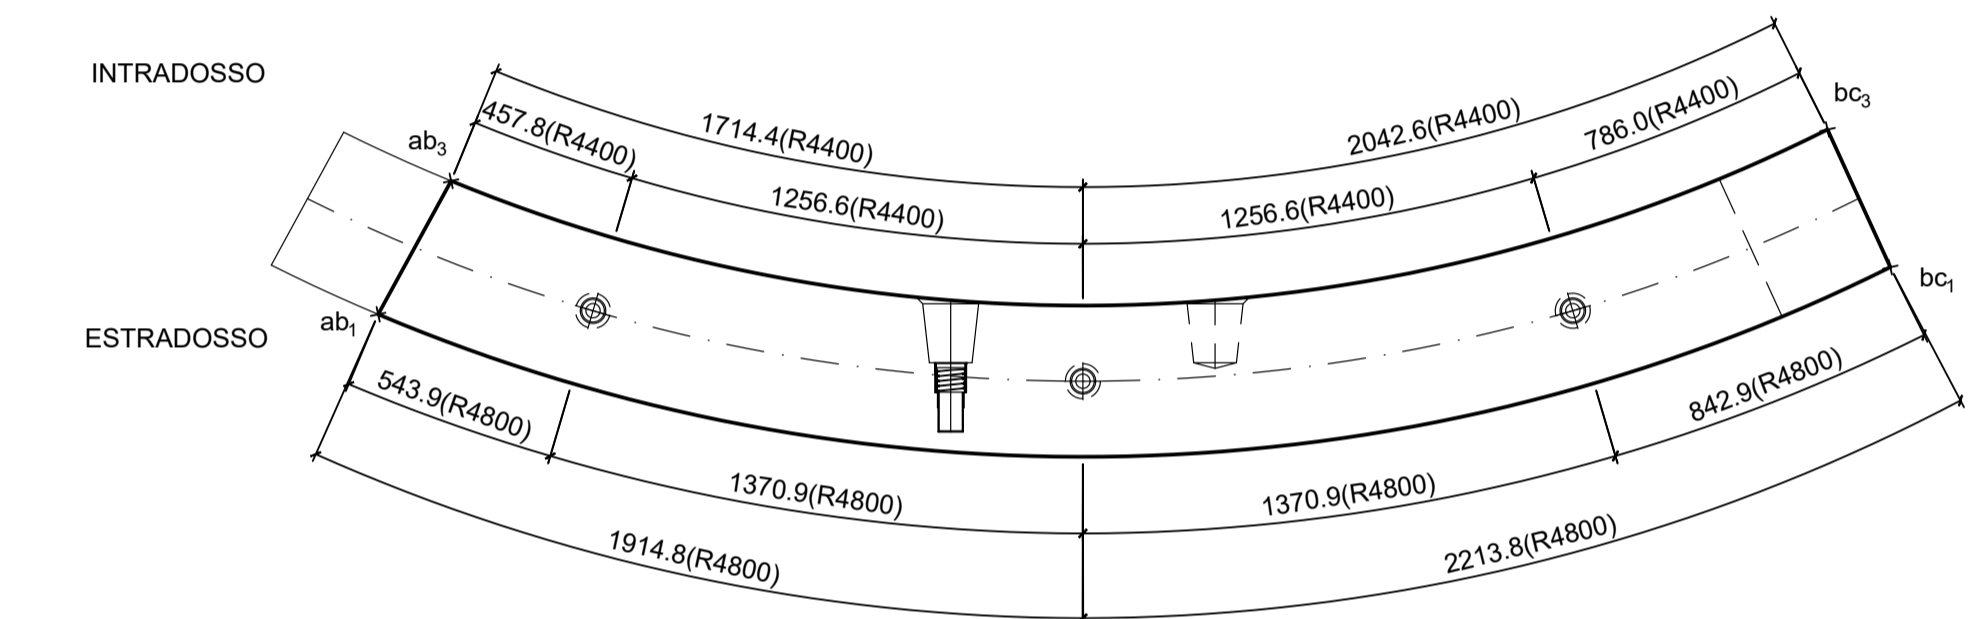 INTRADOSSO
1714.4(R4400)
2042.6(R4400)
457.8(R4400)
1256.6(R4400)
1256.6(R4400)
786.0(R4400)
ab3
bc3
ESTRADOSSO
ab1
bc1
543.9(R4800)
1370.9(R4800)
1370.9(R4800)
842.9(R4800)
1914.8(R4800)
2213.8(R4800)